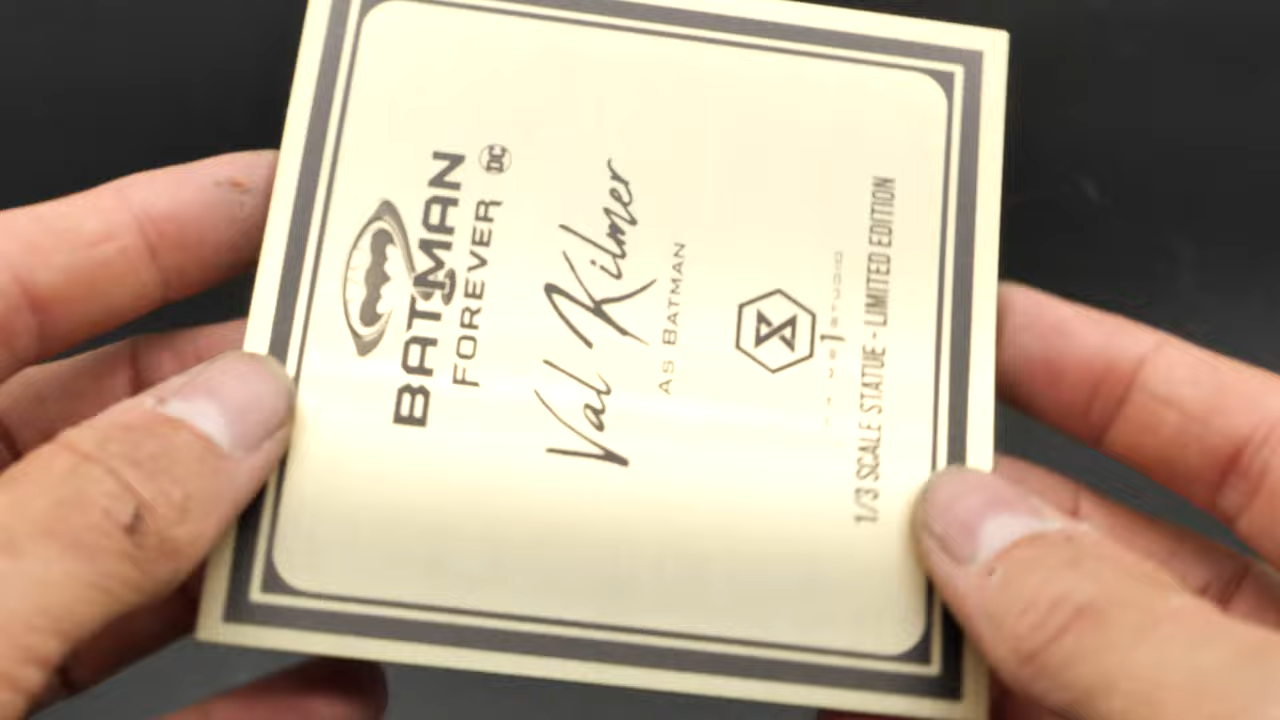 BATMAN
FOREVER
DC
Val Kilmer
AS BATMAN
1/3 SCALE STATUE - LIMITED EDITION